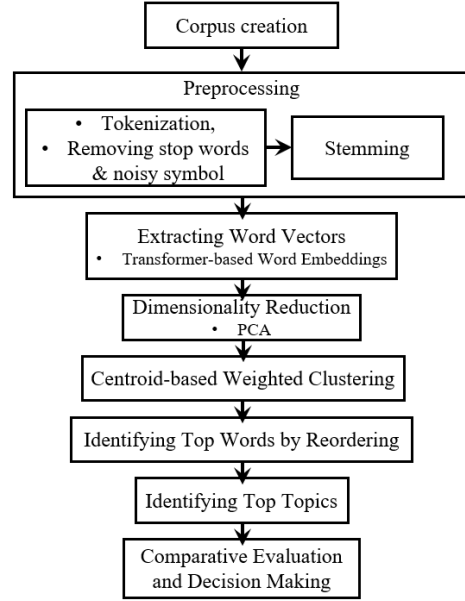 Corpus creation
Preprocessing
• Tokenization,
• Removing stop words
& noisy symbol
Stemming
Extracting Word Vectors
• Transformer-based Word Embeddings
Dimensionality Reduction
• PCA
Centroid-based Weighted Clustering
Identifying Top Words by Reordering
Identifying Top Topics
Comparative Evaluation
and Decision Making